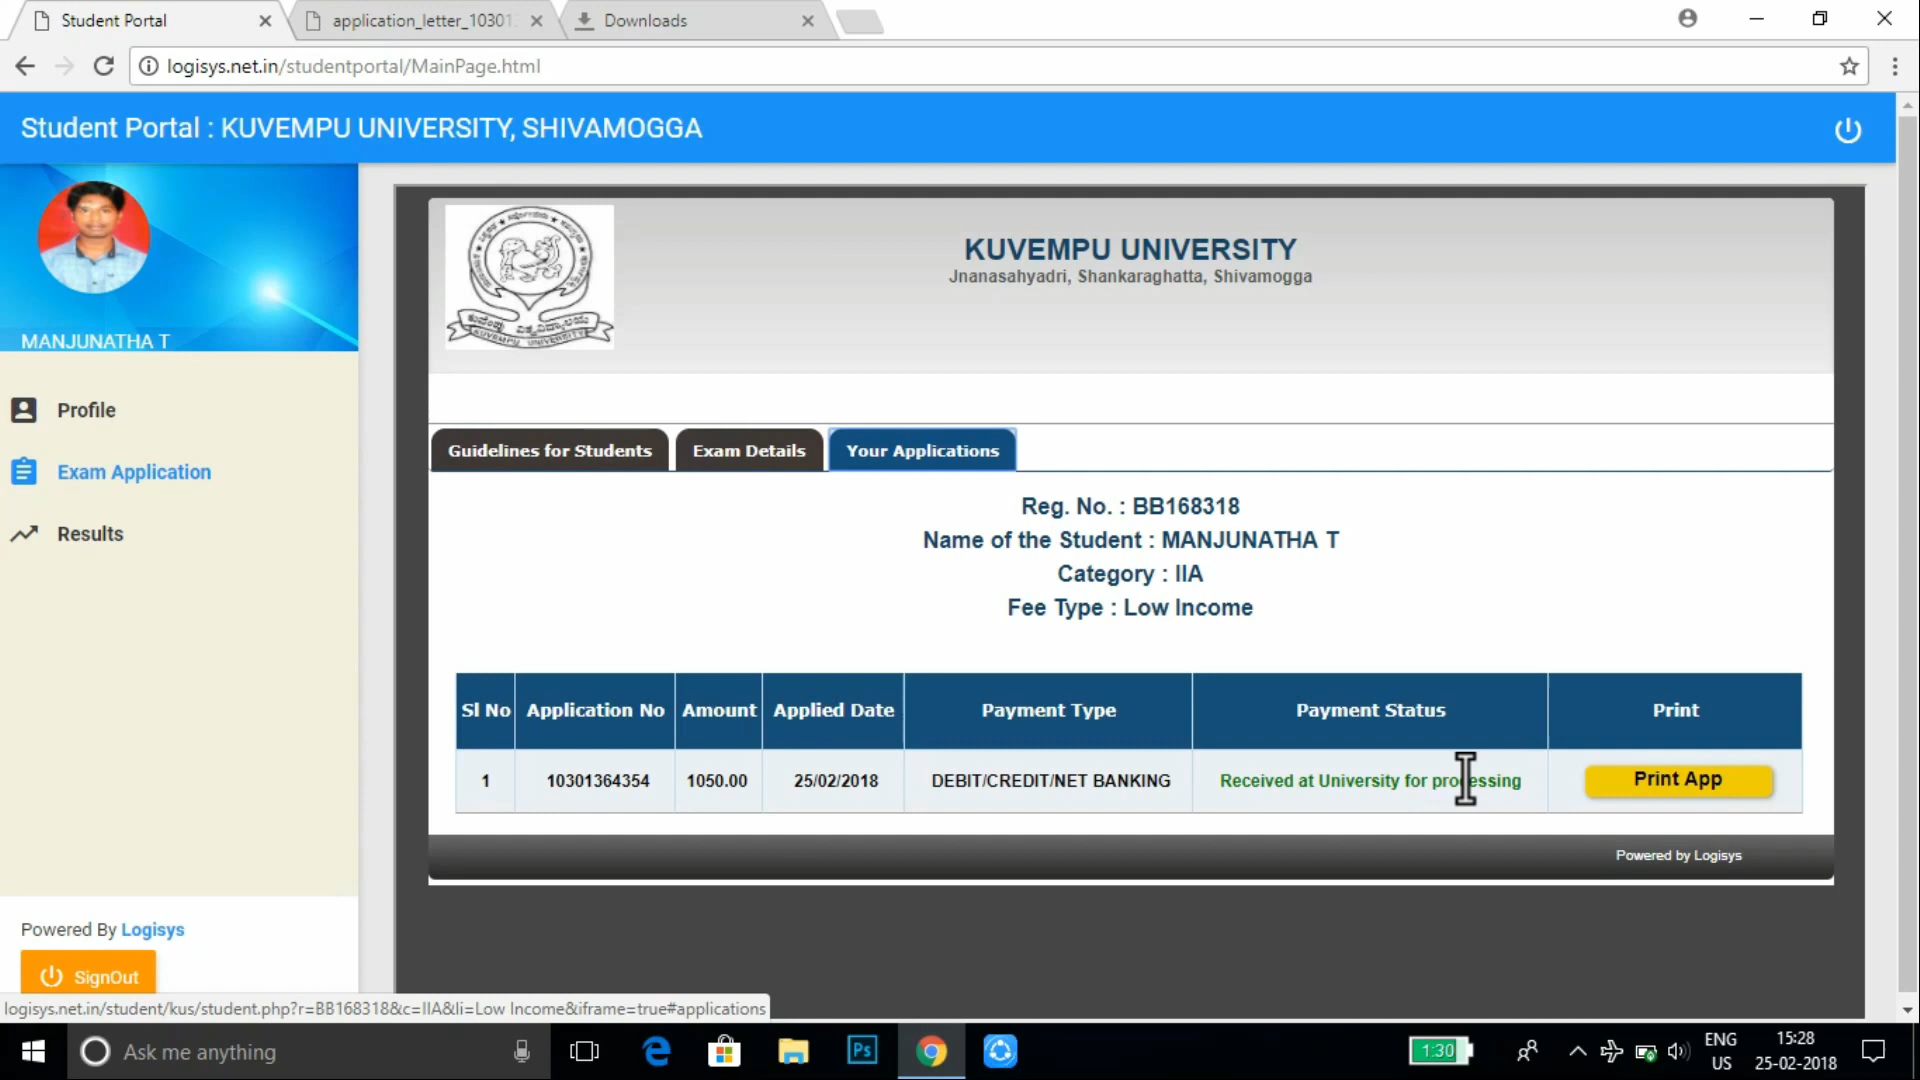 Student Portal
application_letter_10301
Downloads
logisys.net.in/studentportal/MainPage.html
Student Portal : KUVEMPU UNIVERSITY, SHIVAMOGGA
MANJUNATHA T
Profile
Exam Application
Results
Powered By Logisys
SignOut
KUVEMPU UNIVERSITY
Jnanasahyadri, Shankaraghatta, Shivamogga
KUVEMPU UNIVERSITY
Guidelines for Students
Exam Details
Your Applications
Reg. No. : BB168318
Name of the Student : MANJUNATHA T
Category : IIA
Fee Type : Low Income
Sl No Application No Amount Applied Date Payment Type Payment Status Print
1 10301364354 1050.00 25/02/2018 DEBIT/CREDIT/NET BANKING Received at University for processing Print App
Powered by Logisys
logisys.net.in/student/kus/student.php?r=BB168318&c=IIA&li=Low Income&iframe=true#applications
Ask me anything
Ps
1:30
ENG
US
15:28
25-02-2018